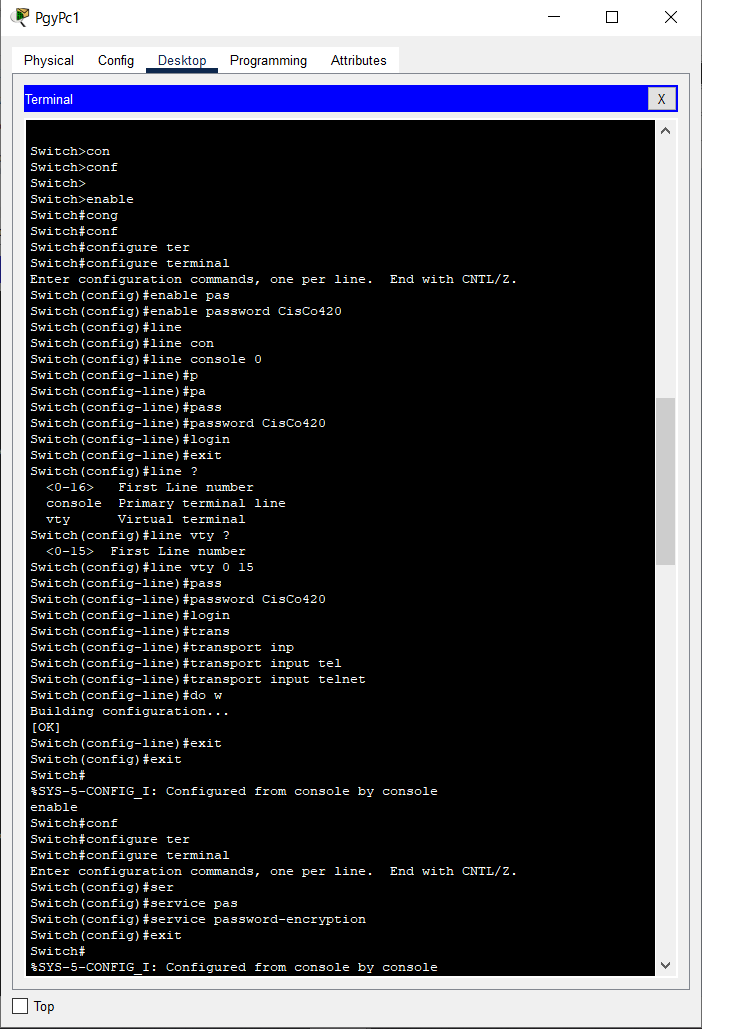 PgyPc1
Physical Config Desktop Programming Attributes
Terminal X
Switch>con
Switch>conf
Switch>
Switch>enable
Switch#cong
Switch#conf
Switch#configure ter
Switch#configure terminal
Enter configuration commands, one per line.  End with CNTL/Z.
Switch(config)#enable pas
Switch(config)#enable password CisCo420
Switch(config)#line
Switch(config)#line con
Switch(config)#line console 0
Switch(config-line)#p
Switch(config-line)#pa
Switch(config-line)#pass
Switch(config-line)#password CisCo420
Switch(config-line)#login
Switch(config-line)#exit
Switch(config)#line ?
  <0-16>   First Line number
  console  Primary terminal line
  vty      Virtual terminal
Switch(config)#line vty ?
  <0-15>  First Line number
Switch(config)#line vty 0 15
Switch(config-line)#pass
Switch(config-line)#password CisCo420
Switch(config-line)#login
Switch(config-line)#trans
Switch(config-line)#transport inp
Switch(config-line)#transport input tel
Switch(config-line)#transport input telnet
Switch(config-line)#do w
Building configuration...
[OK]
Switch(config-line)#exit
Switch(config)#exit
Switch#
%SYS-5-CONFIG_I: Configured from console by console
enable
Switch#conf
Switch#configure ter
Switch#configure terminal
Enter configuration commands, one per line.  End with CNTL/Z.
Switch(config)#ser
Switch(config)#service pas
Switch(config)#service password-encryption
Switch(config)#exit
Switch#
%SYS-5-CONFIG_I: Configured from console by console
Top